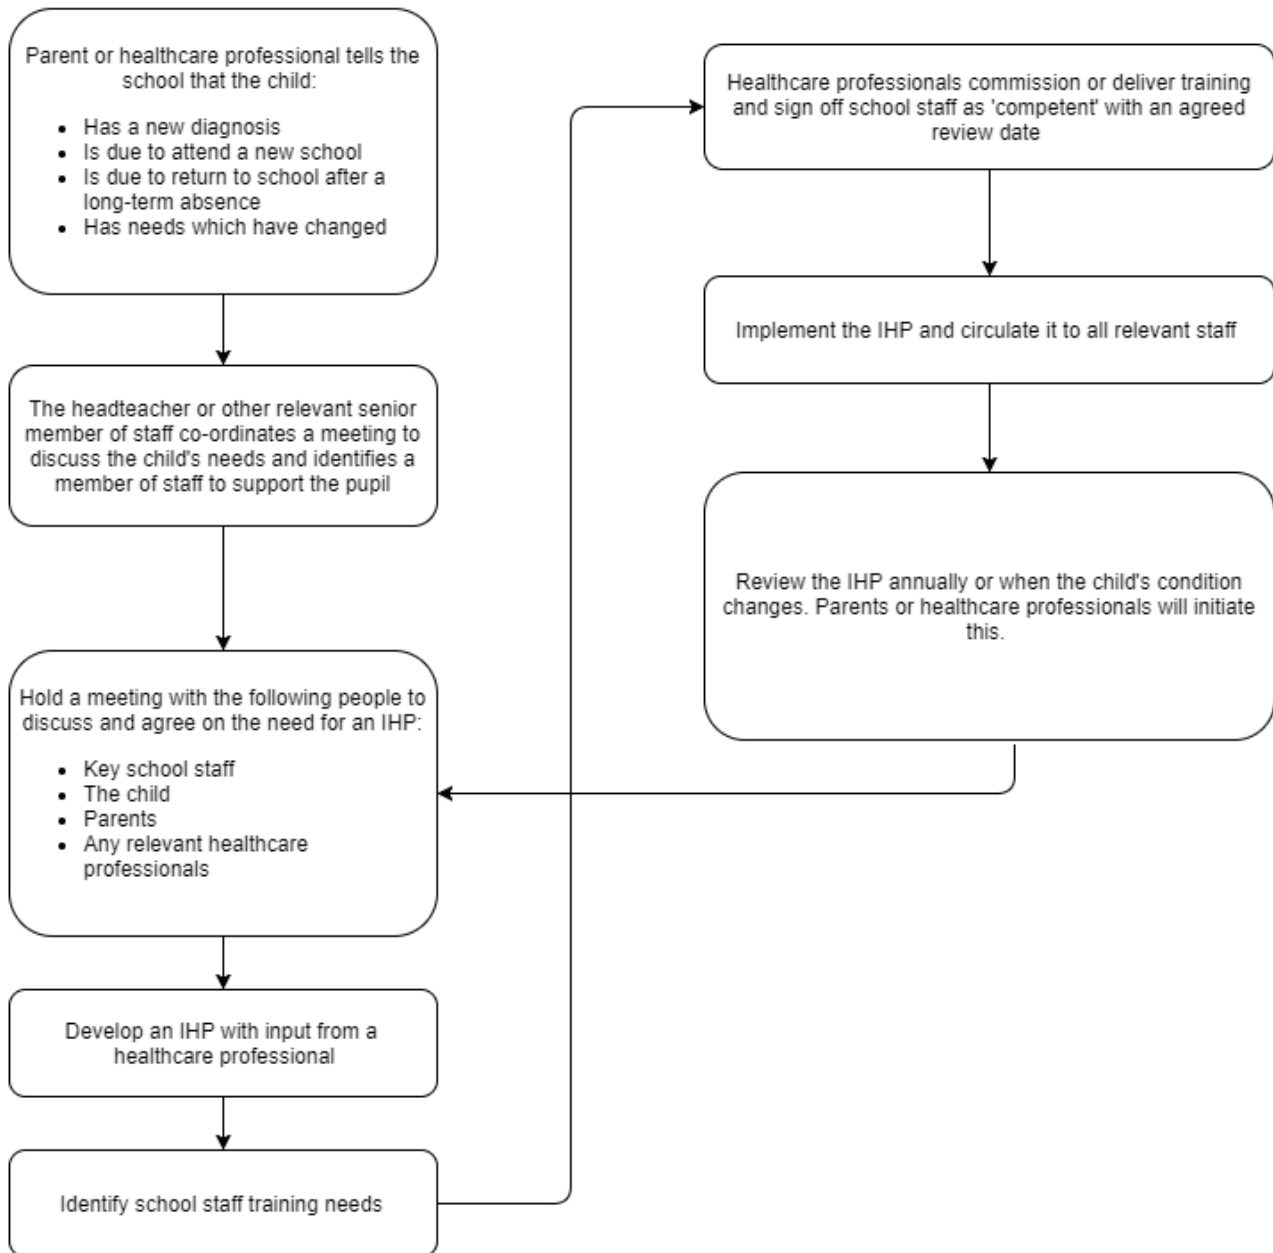 Parent or healthcare professional tells the
school that the child:
• Has a new diagnosis
• Is due to attend a new school
• Is due to return to school after a
long-term absence
• Has needs which have changed
The headteacher or other relevant senior
member of staff co-ordinates a meeting to
discuss the child's needs and identifies a
member of staff to support the pupil
Hold a meeting with the following people to
discuss and agree on the need for an IHP:
• Key school staff
• The child
• Parents
• Any relevant healthcare
professionals
Develop an IHP with input from a
healthcare professional
Identify school staff training needs
Healthcare professionals commission or deliver training
and sign off school staff as 'competent' with an agreed
review date
Implement the IHP and circulate it to all relevant staff
Review the IHP annually or when the child's condition
changes. Parents or healthcare professionals will initiate
this.